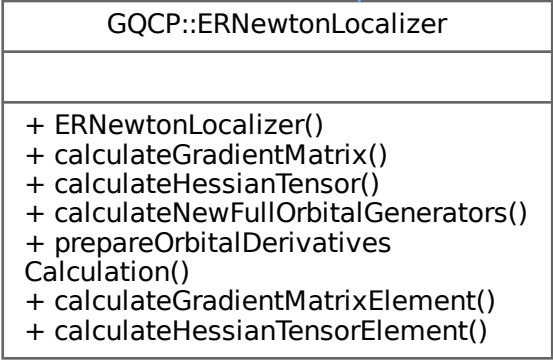 GQCP::ERNewtonLocalizer
+ ERNewtonLocalizer()
+ calculateGradientMatrix()
+ calculateHessianTensor()
+ calculateNewFullOrbitalGenerators()
+ prepareOrbitalDerivatives
Calculation()
+ calculateGradientMatrixElement()
+ calculateHessianTensorElement()